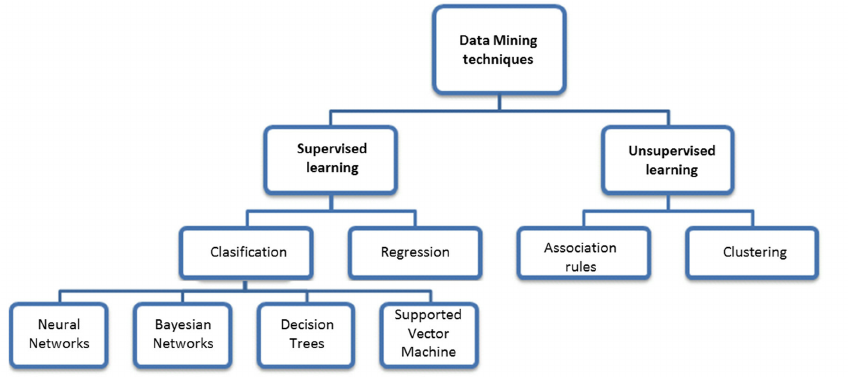 Data Mining
techniques
Supervised
learning
Unsupervised
learning
Clasification
Regression
Association
rules
Clustering
Neural
Networks
Bayesian
Networks
Decision
Trees
Supported
Vector
Machine